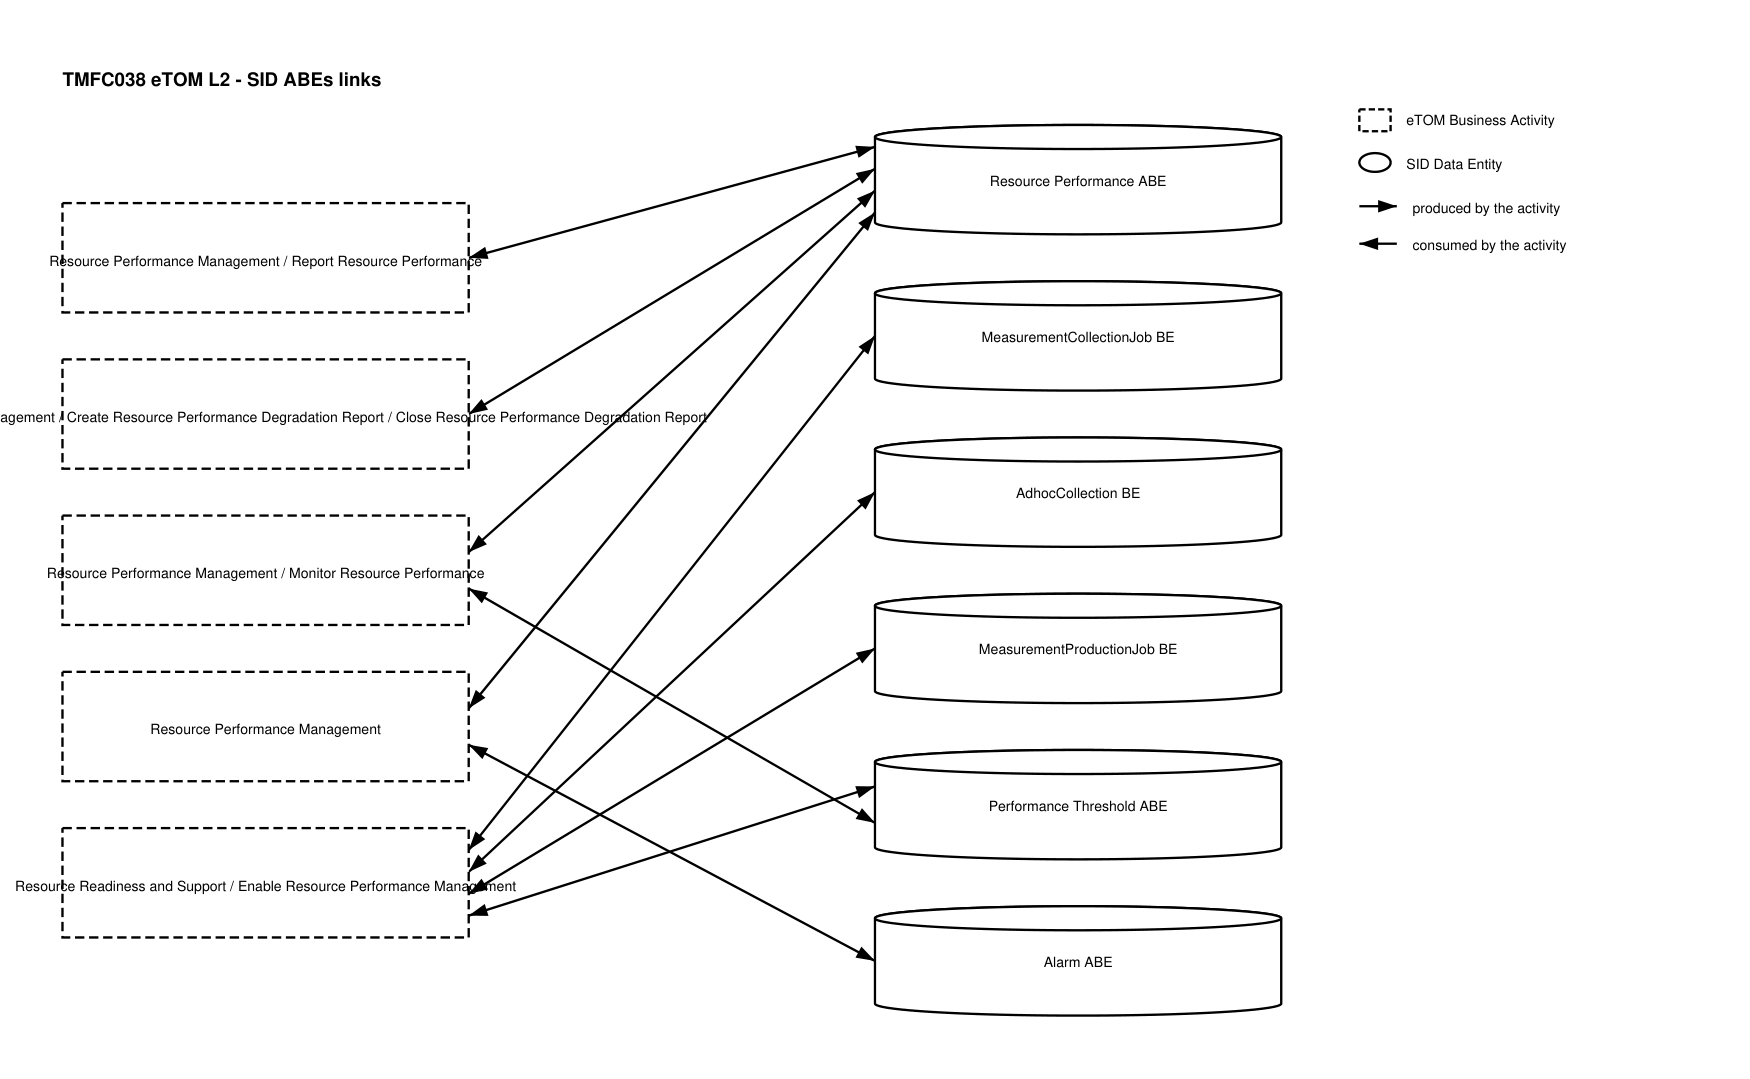 TMFC038 eTOM L2 - SID ABEs links
eTOM Business Activity
SID Data Entity
produced by the activity
consumed by the activity
Resource Performance Management / Report Resource Performance
agement / Create Resource Performance Degradation Report / Close Resource Performance Degradation Report
Resource Performance Management / Monitor Resource Performance
Resource Performance Management
Resource Readiness and Support / Enable Resource Performance Management
Resource Performance ABE
MeasurementCollectionJob BE
AdhocCollection BE
MeasurementProductionJob BE
Performance Threshold ABE
Alarm ABE